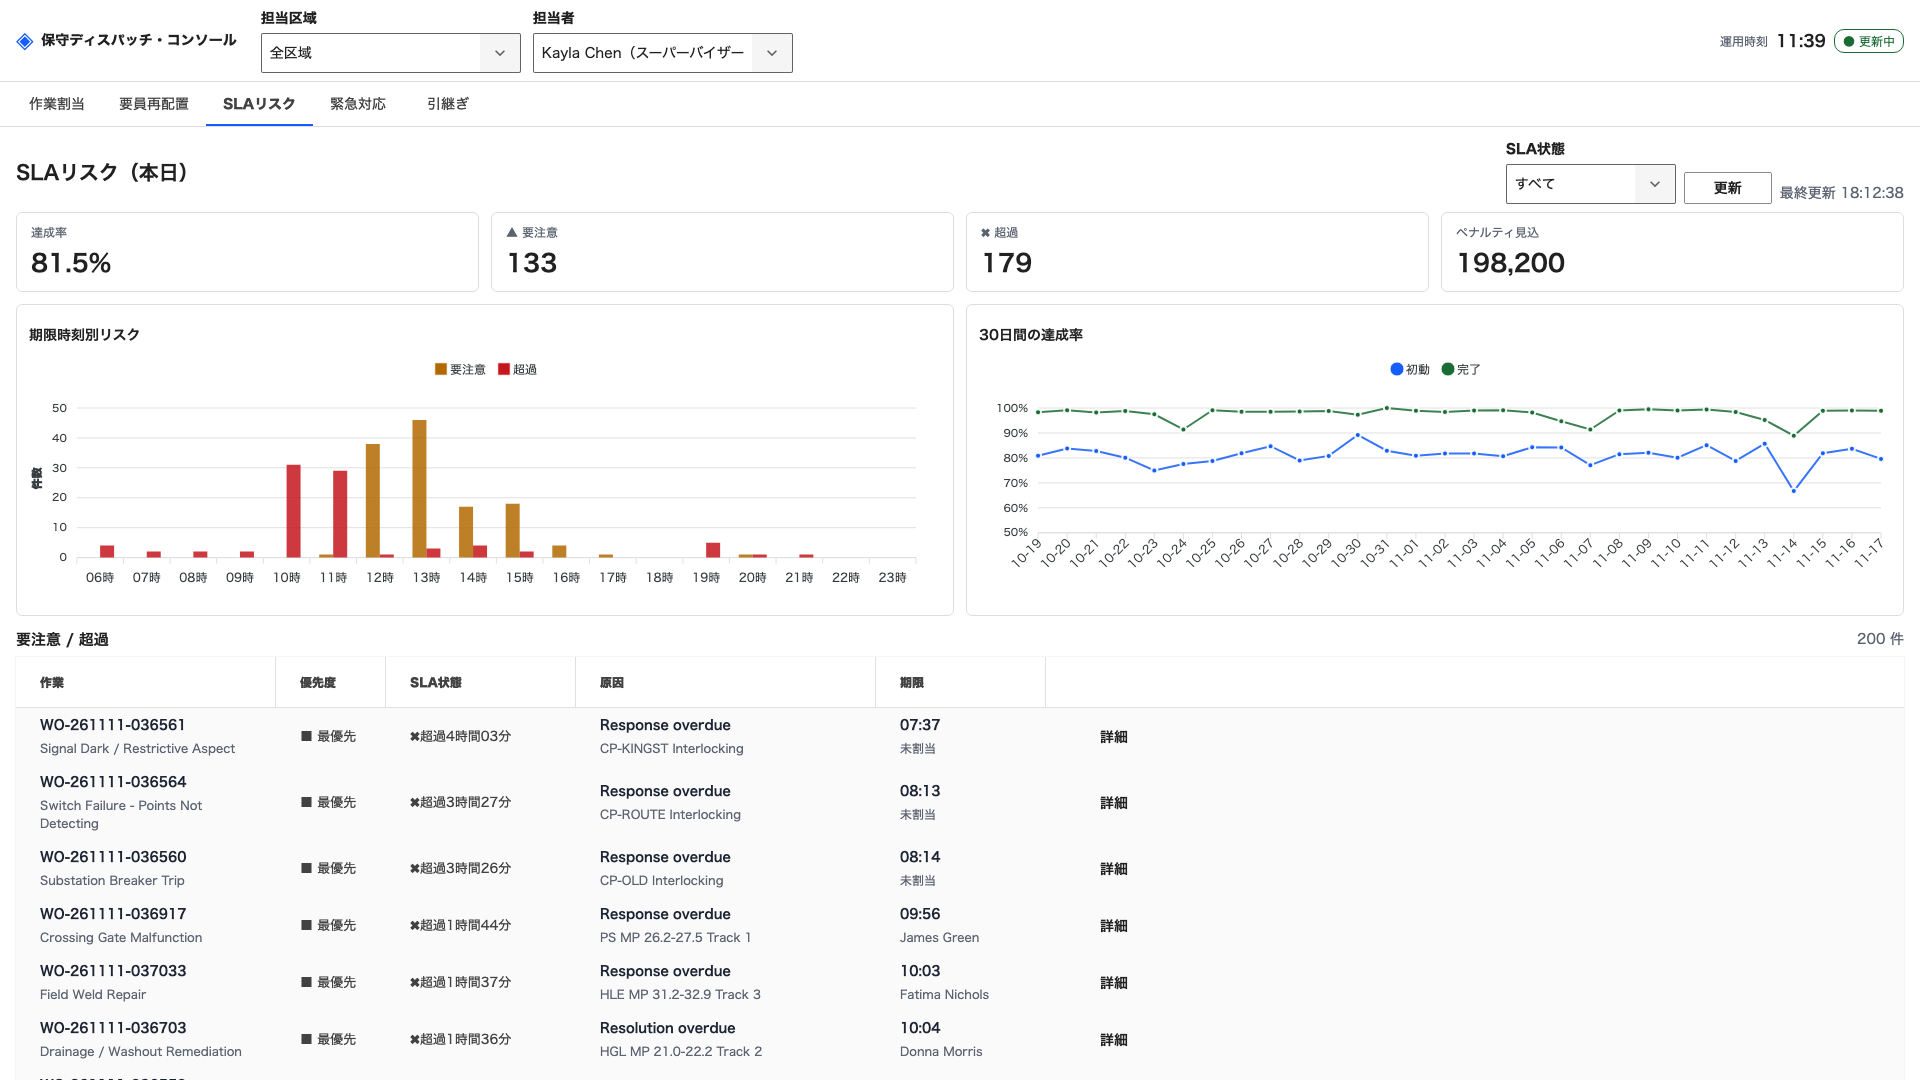 保守ディスパッチ・コンソール
担当区域
全区域
担当者
Kayla Chen（スーパーバイザー
運用時刻 11:39 更新中
作業割当 要員再配置 SLAリスク 緊急対応 引継ぎ
SLAリスク（本日）
SLA状態
すべて
更新
最終更新 18:12:38
達成率
81.5%
▲ 要注意
133
✖ 超過
179
ペナルティ見込
198,200
期限時刻別リスク
要注意 超過
件数
50
40
30
20
10
0
06時 07時 08時 09時 10時 11時 12時 13時 14時 15時 16時 17時 18時 19時 20時 21時 22時 23時
30日間の達成率
初動 完了
100%
90%
80%
70%
60%
50%
10-19 10-20 10-21 10-22 10-23 10-24 10-25 10-26 10-27 10-28 10-29 10-30 10-31 11-01 11-02 11-03 11-04 11-05 11-06 11-07 11-08 11-09 11-10 11-11 11-12 11-13 11-14 11-15 11-16 11-17
要注意 / 超過
200 件
作業 優先度 SLA状態 原因 期限
WO-261111-036561
Signal Dark / Restrictive Aspect
■ 最優先
✖超過4時間03分
Response overdue
CP-KINGST Interlocking
07:37
未割当
詳細
WO-261111-036564
Switch Failure - Points Not
Detecting
■ 最優先
✖超過3時間27分
Response overdue
CP-ROUTE Interlocking
08:13
未割当
詳細
WO-261111-036560
Substation Breaker Trip
■ 最優先
✖超過3時間26分
Response overdue
CP-OLD Interlocking
08:14
未割当
詳細
WO-261111-036917
Crossing Gate Malfunction
■ 最優先
✖超過1時間44分
Response overdue
PS MP 26.2-27.5 Track 1
09:56
James Green
詳細
WO-261111-037033
Field Weld Repair
■ 最優先
✖超過1時間37分
Response overdue
HLE MP 31.2-32.9 Track 3
10:03
Fatima Nichols
詳細
WO-261111-036703
Drainage / Washout Remediation
■ 最優先
✖超過1時間36分
Resolution overdue
HGL MP 21.0-22.2 Track 2
10:04
Donna Morris
詳細